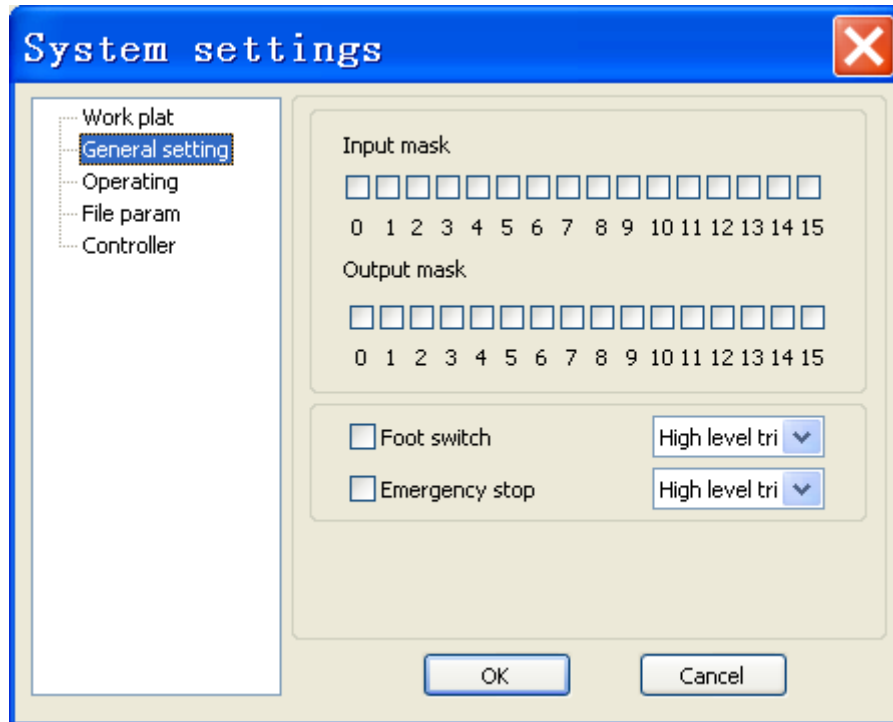 System settings
Work plat
General setting
Operating
File param
Controller
Input mask
0 1 2 3 4 5 6 7 8 9 10 11 12 13 14 15
Output mask
0 1 2 3 4 5 6 7 8 9 10 11 12 13 14 15
Foot switch High level tri
Emergency stop High level tri
OK Cancel